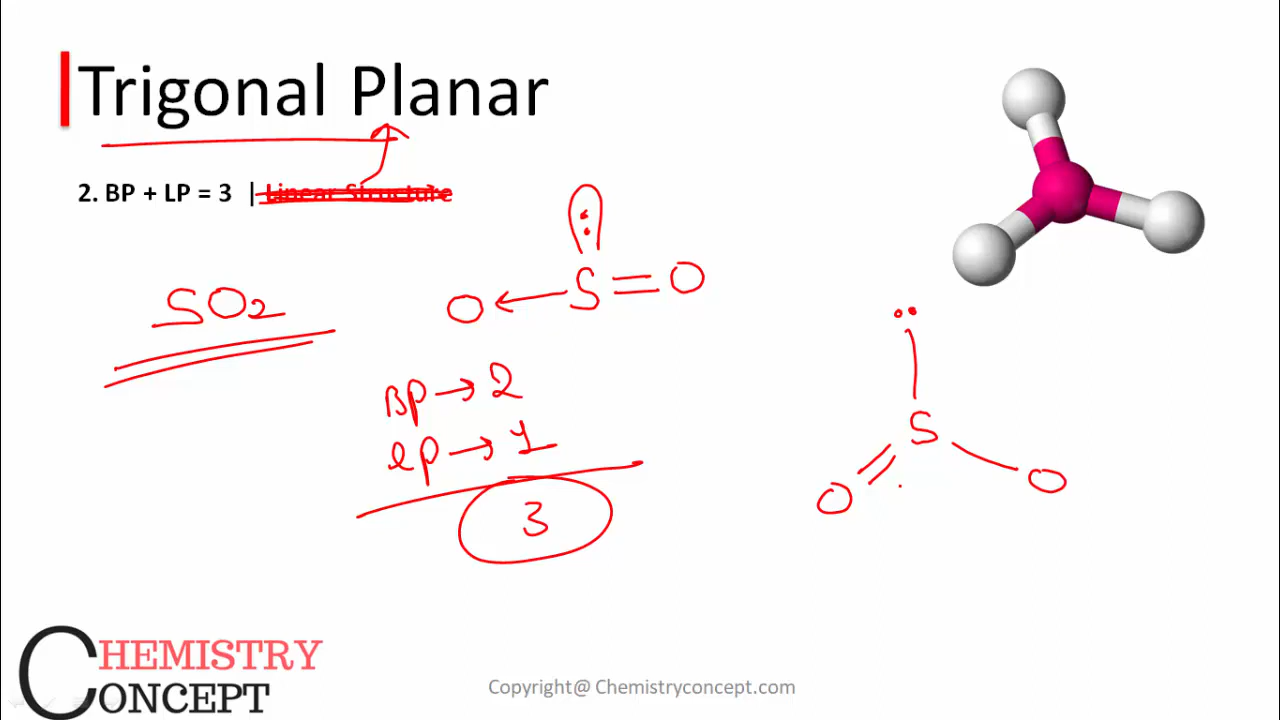 Trigonal Planar
2. BP + LP = 3 | Linear Structure
SO2
O ← S = O
BP → 2
lp → 1
3
S
O O
CHEMISTRY
CONCEPT
Copyright@ Chemistryconcept.com